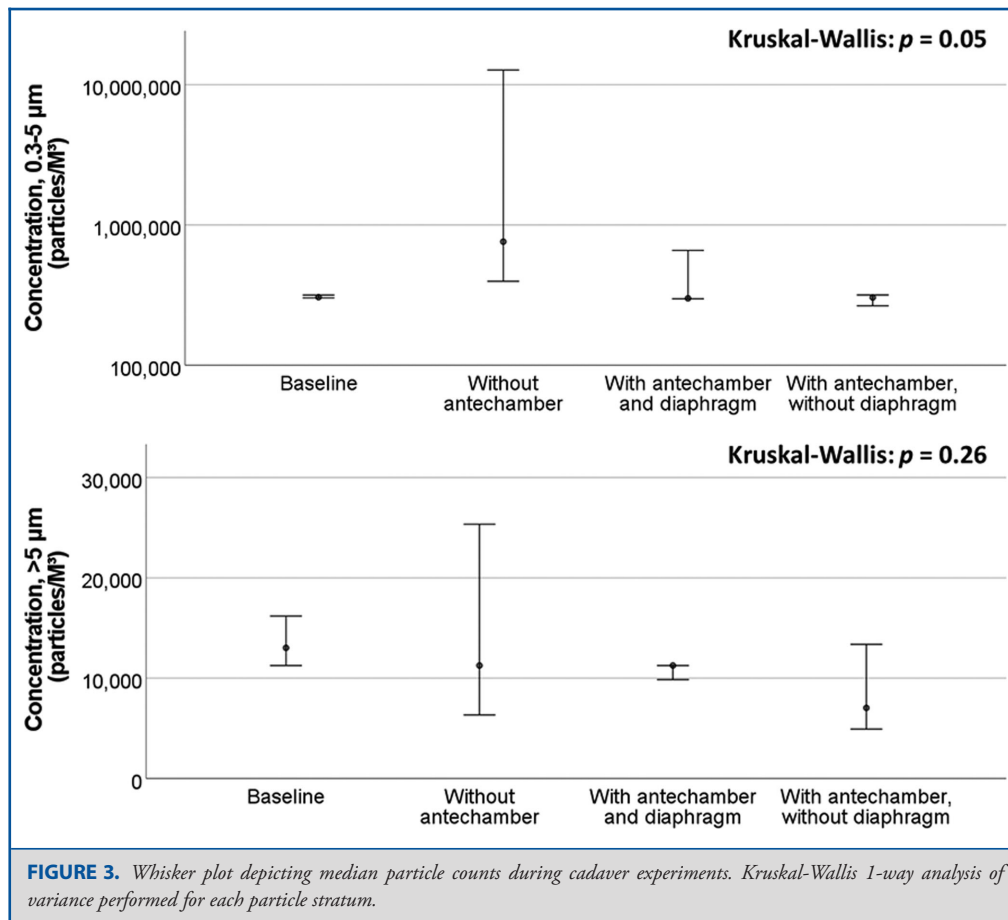 Kruskal-Wallis: p = 0.05
Concentration, 0.3-5 µm
(particles/M³)
10,000,000
1,000,000
100,000
Baseline
Without
antechamber
With antechamber
and diaphragm
With antechamber,
without diaphragm
Kruskal-Wallis: p = 0.26
Concentration, >5 µm
(particles/M³)
30,000
20,000
10,000
0
Baseline
Without
antechamber
With antechamber
and diaphragm
With antechamber,
without diaphragm
FIGURE 3. Whisker plot depicting median particle counts during cadaver experiments. Kruskal-Wallis 1-way analysis of
variance performed for each particle stratum.